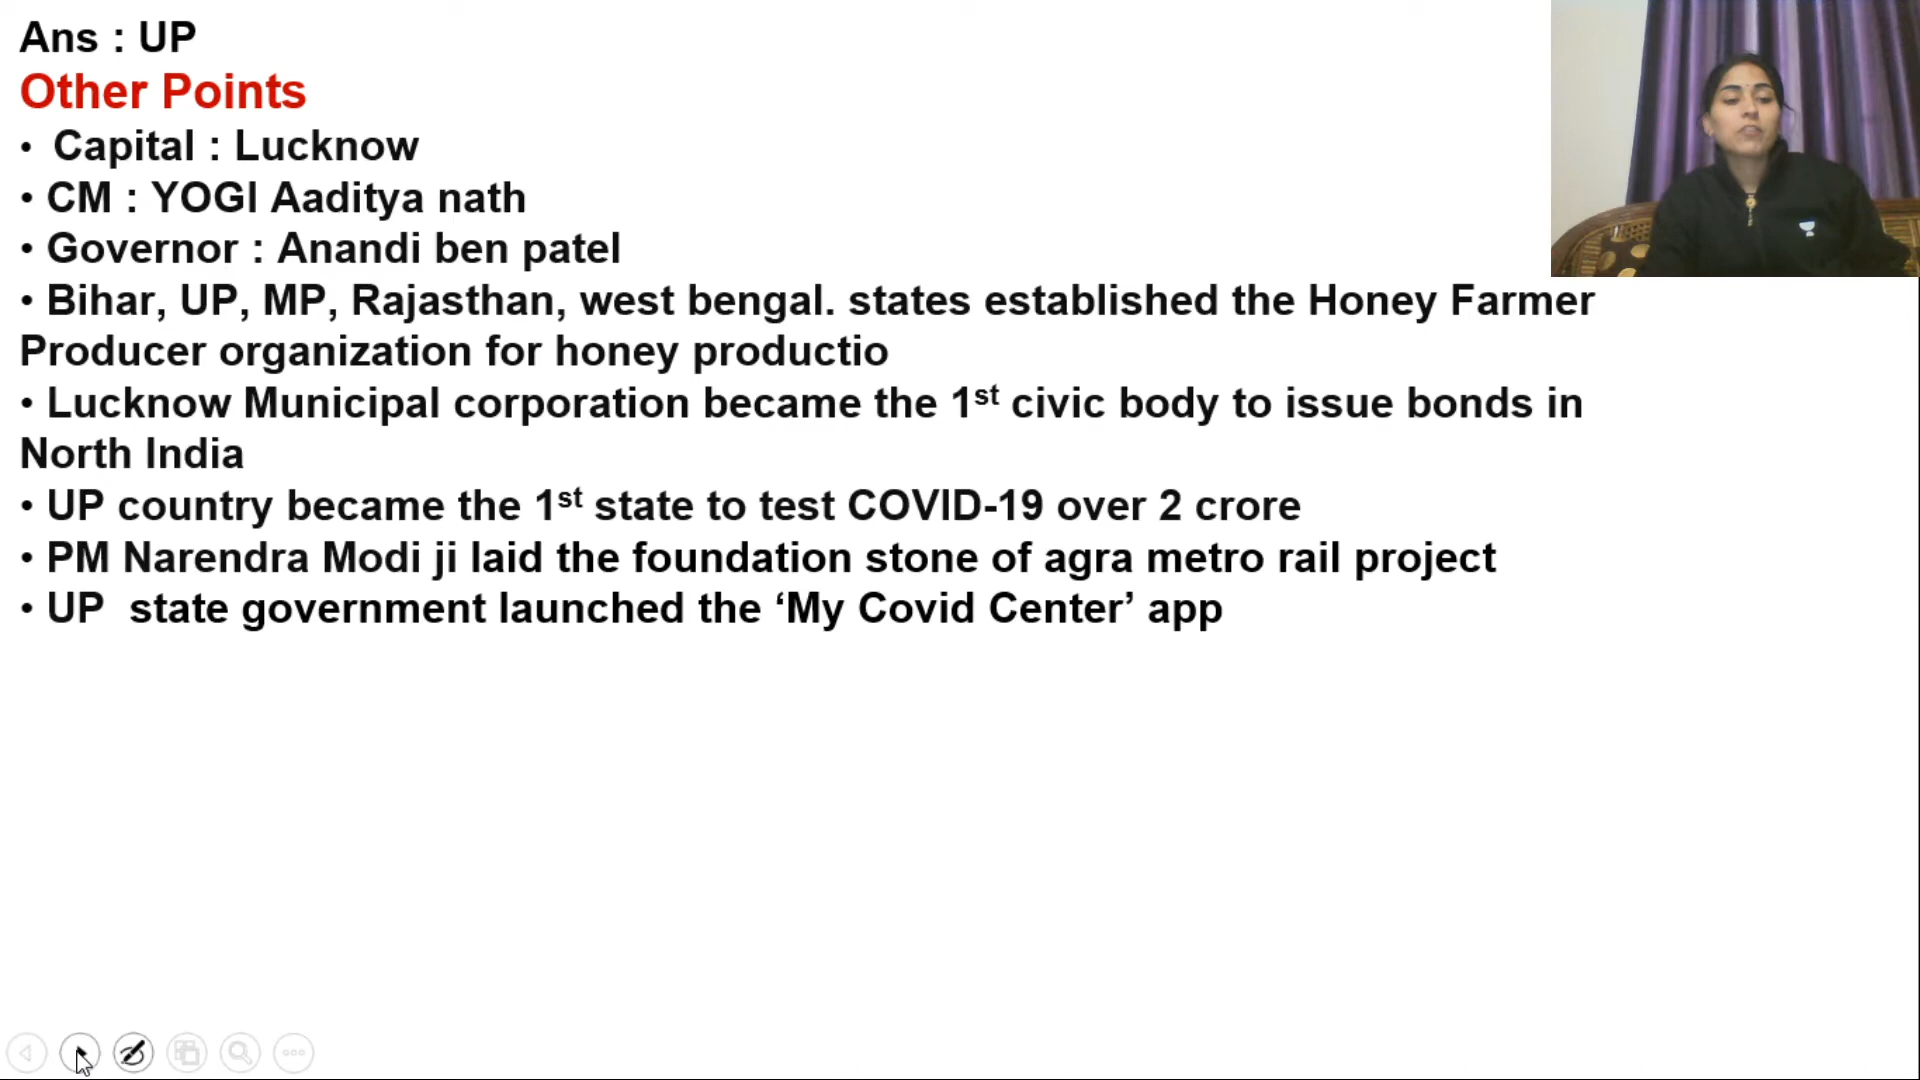 Ans : UP
Other Points
• Capital : Lucknow
• CM : YOGI Aaditya nath
• Governor : Anandi ben patel
• Bihar, UP, MP, Rajasthan, west bengal. states established the Honey Farmer
Producer organization for honey productio
• Lucknow Municipal corporation became the 1st civic body to issue bonds in
North India
• UP country became the 1st state to test COVID-19 over 2 crore
• PM Narendra Modi ji laid the foundation stone of agra metro rail project
• UP  state government launched the ‘My Covid Center’ app